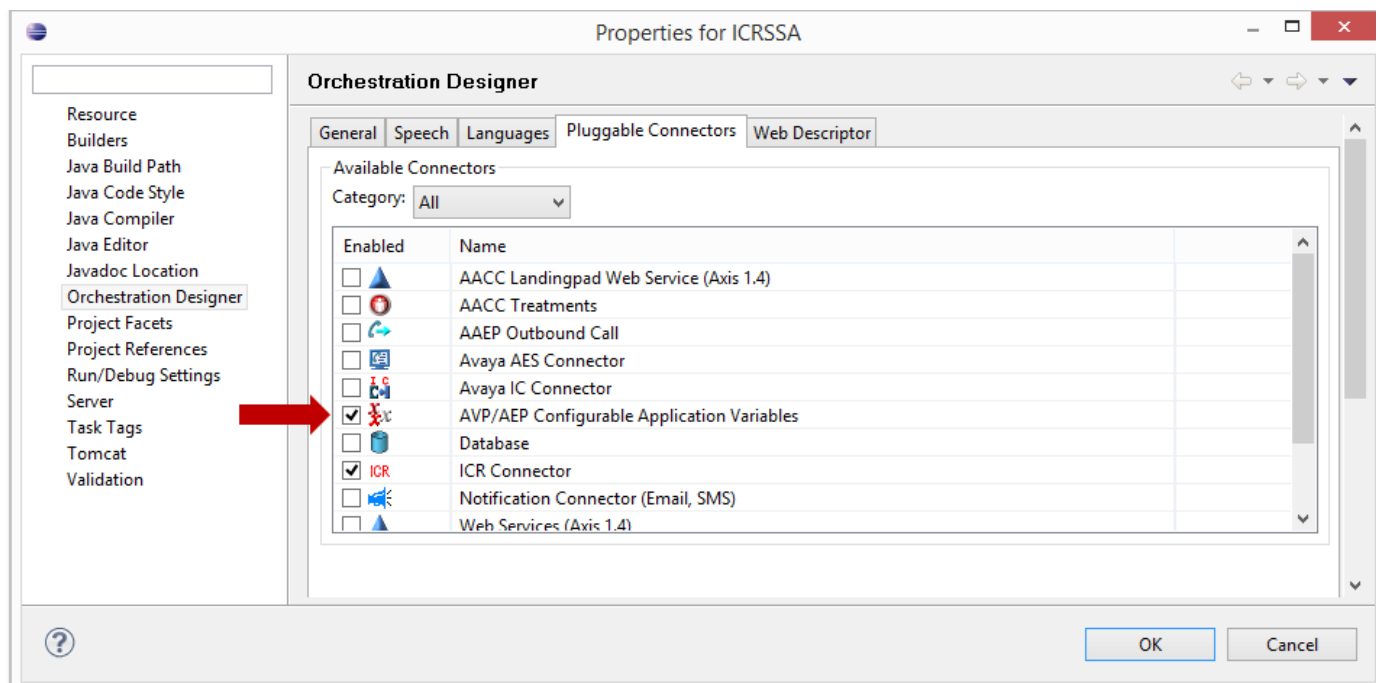 Properties for ICRSSA
Orchestration Designer
Resource
Builders
Java Build Path
Java Code Style
Java Compiler
Java Editor
Javadoc Location
Orchestration Designer
Project Facets
Project References
Run/Debug Settings
Server
Task Tags
Tomcat
Validation
General Speech Languages Pluggable Connectors Web Descriptor
Available Connectors
Category: All
Enabled Name
AACC Landingpad Web Service (Axis 1.4)
AACC Treatments
AAEP Outbound Call
Avaya AES Connector
I C Avaya IC Connector
x AVP/AEP Configurable Application Variables
Database
ICR ICR Connector
Notification Connector (Email, SMS)
Web Services (Axis 1.4)
? OK Cancel